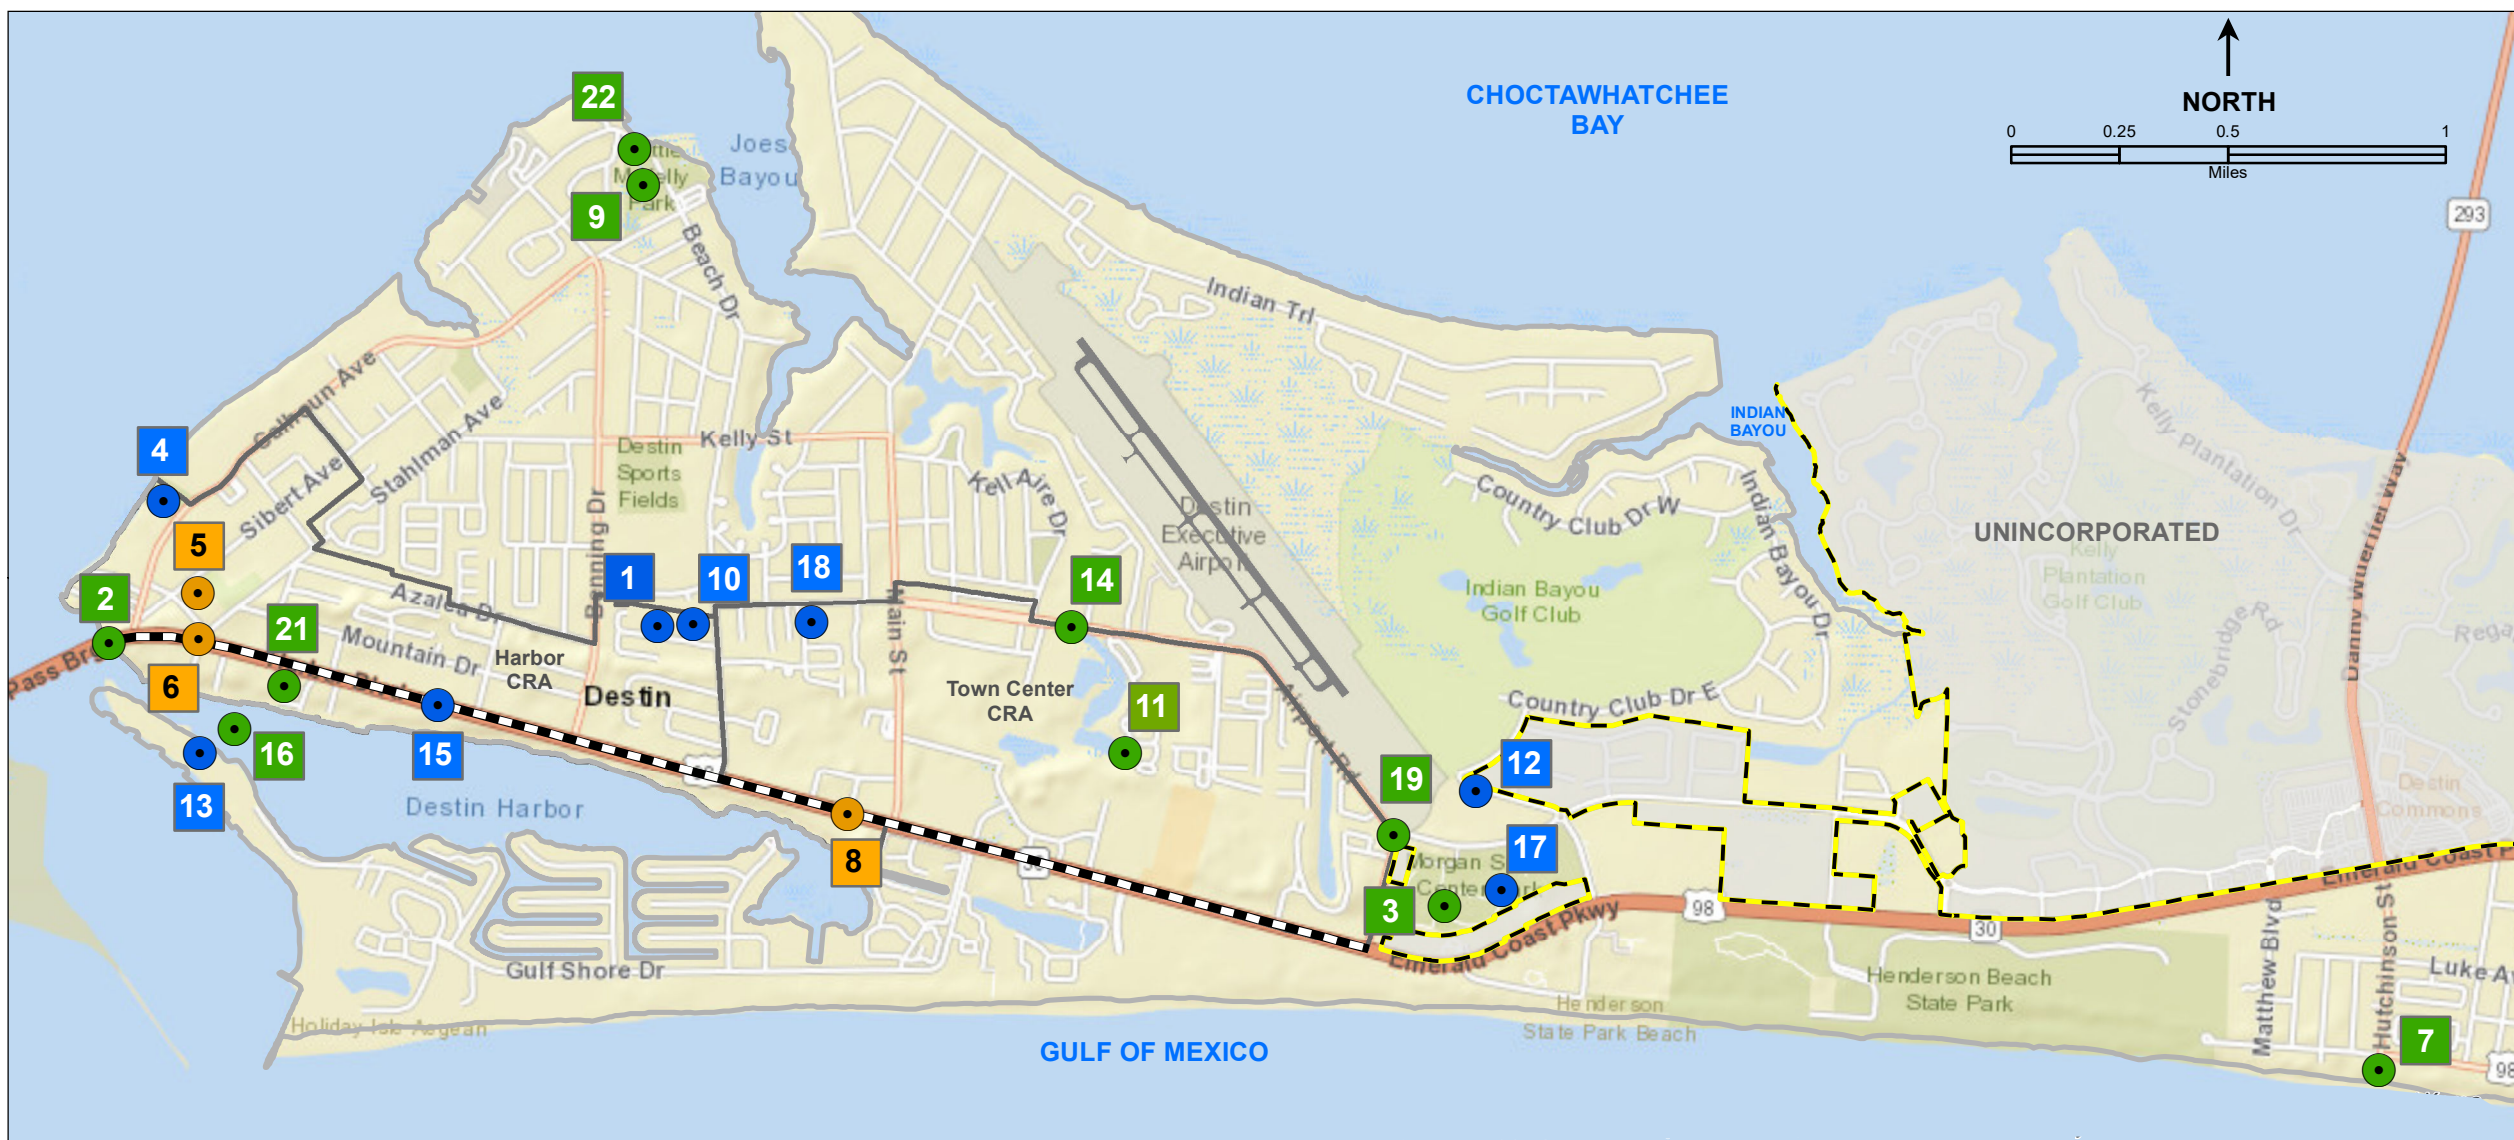 22
CHOCTAWHATCHEE
BAY
NORTH
0 0.25 0.5 1
Miles
Joes
Bayou
Park
9
293
Beach Dr
Indian Trl
Calhoun Ave
INDIAN
BAYOU
Kelly Plantation Dr
4
Stahlman Ave
Sibert Ave
Kelly St
Destin
Sports
Fields
Kell Aire Dr
Destin
Executive
Airport
Country Club Dr W
Indian Bayou Dr
UNINCORPORATED
Kelly
Plantation
Golf Club
Danny Wuerffel Way
5
Benning Dr
1
10
18
14
2
21
Azalea Dr
Mountain Dr
Harbor
CRA
Main St
Indian Bayou
Golf Club
Stonebridge Rd
Pass Brg
6
Destin
Town Center
CRA
11
Airport Rd
Country Club Dr E
16
15
13
Destin Harbor
19
12
Destin
Commons
8
17
3
Emerald Coast Pkwy
98
30
Gulf Shore Dr
Henderson Beach
State Park
Matthew Blvd
Hutchinson St
Henderson
State Park Beach
GULF OF MEXICO
7
98